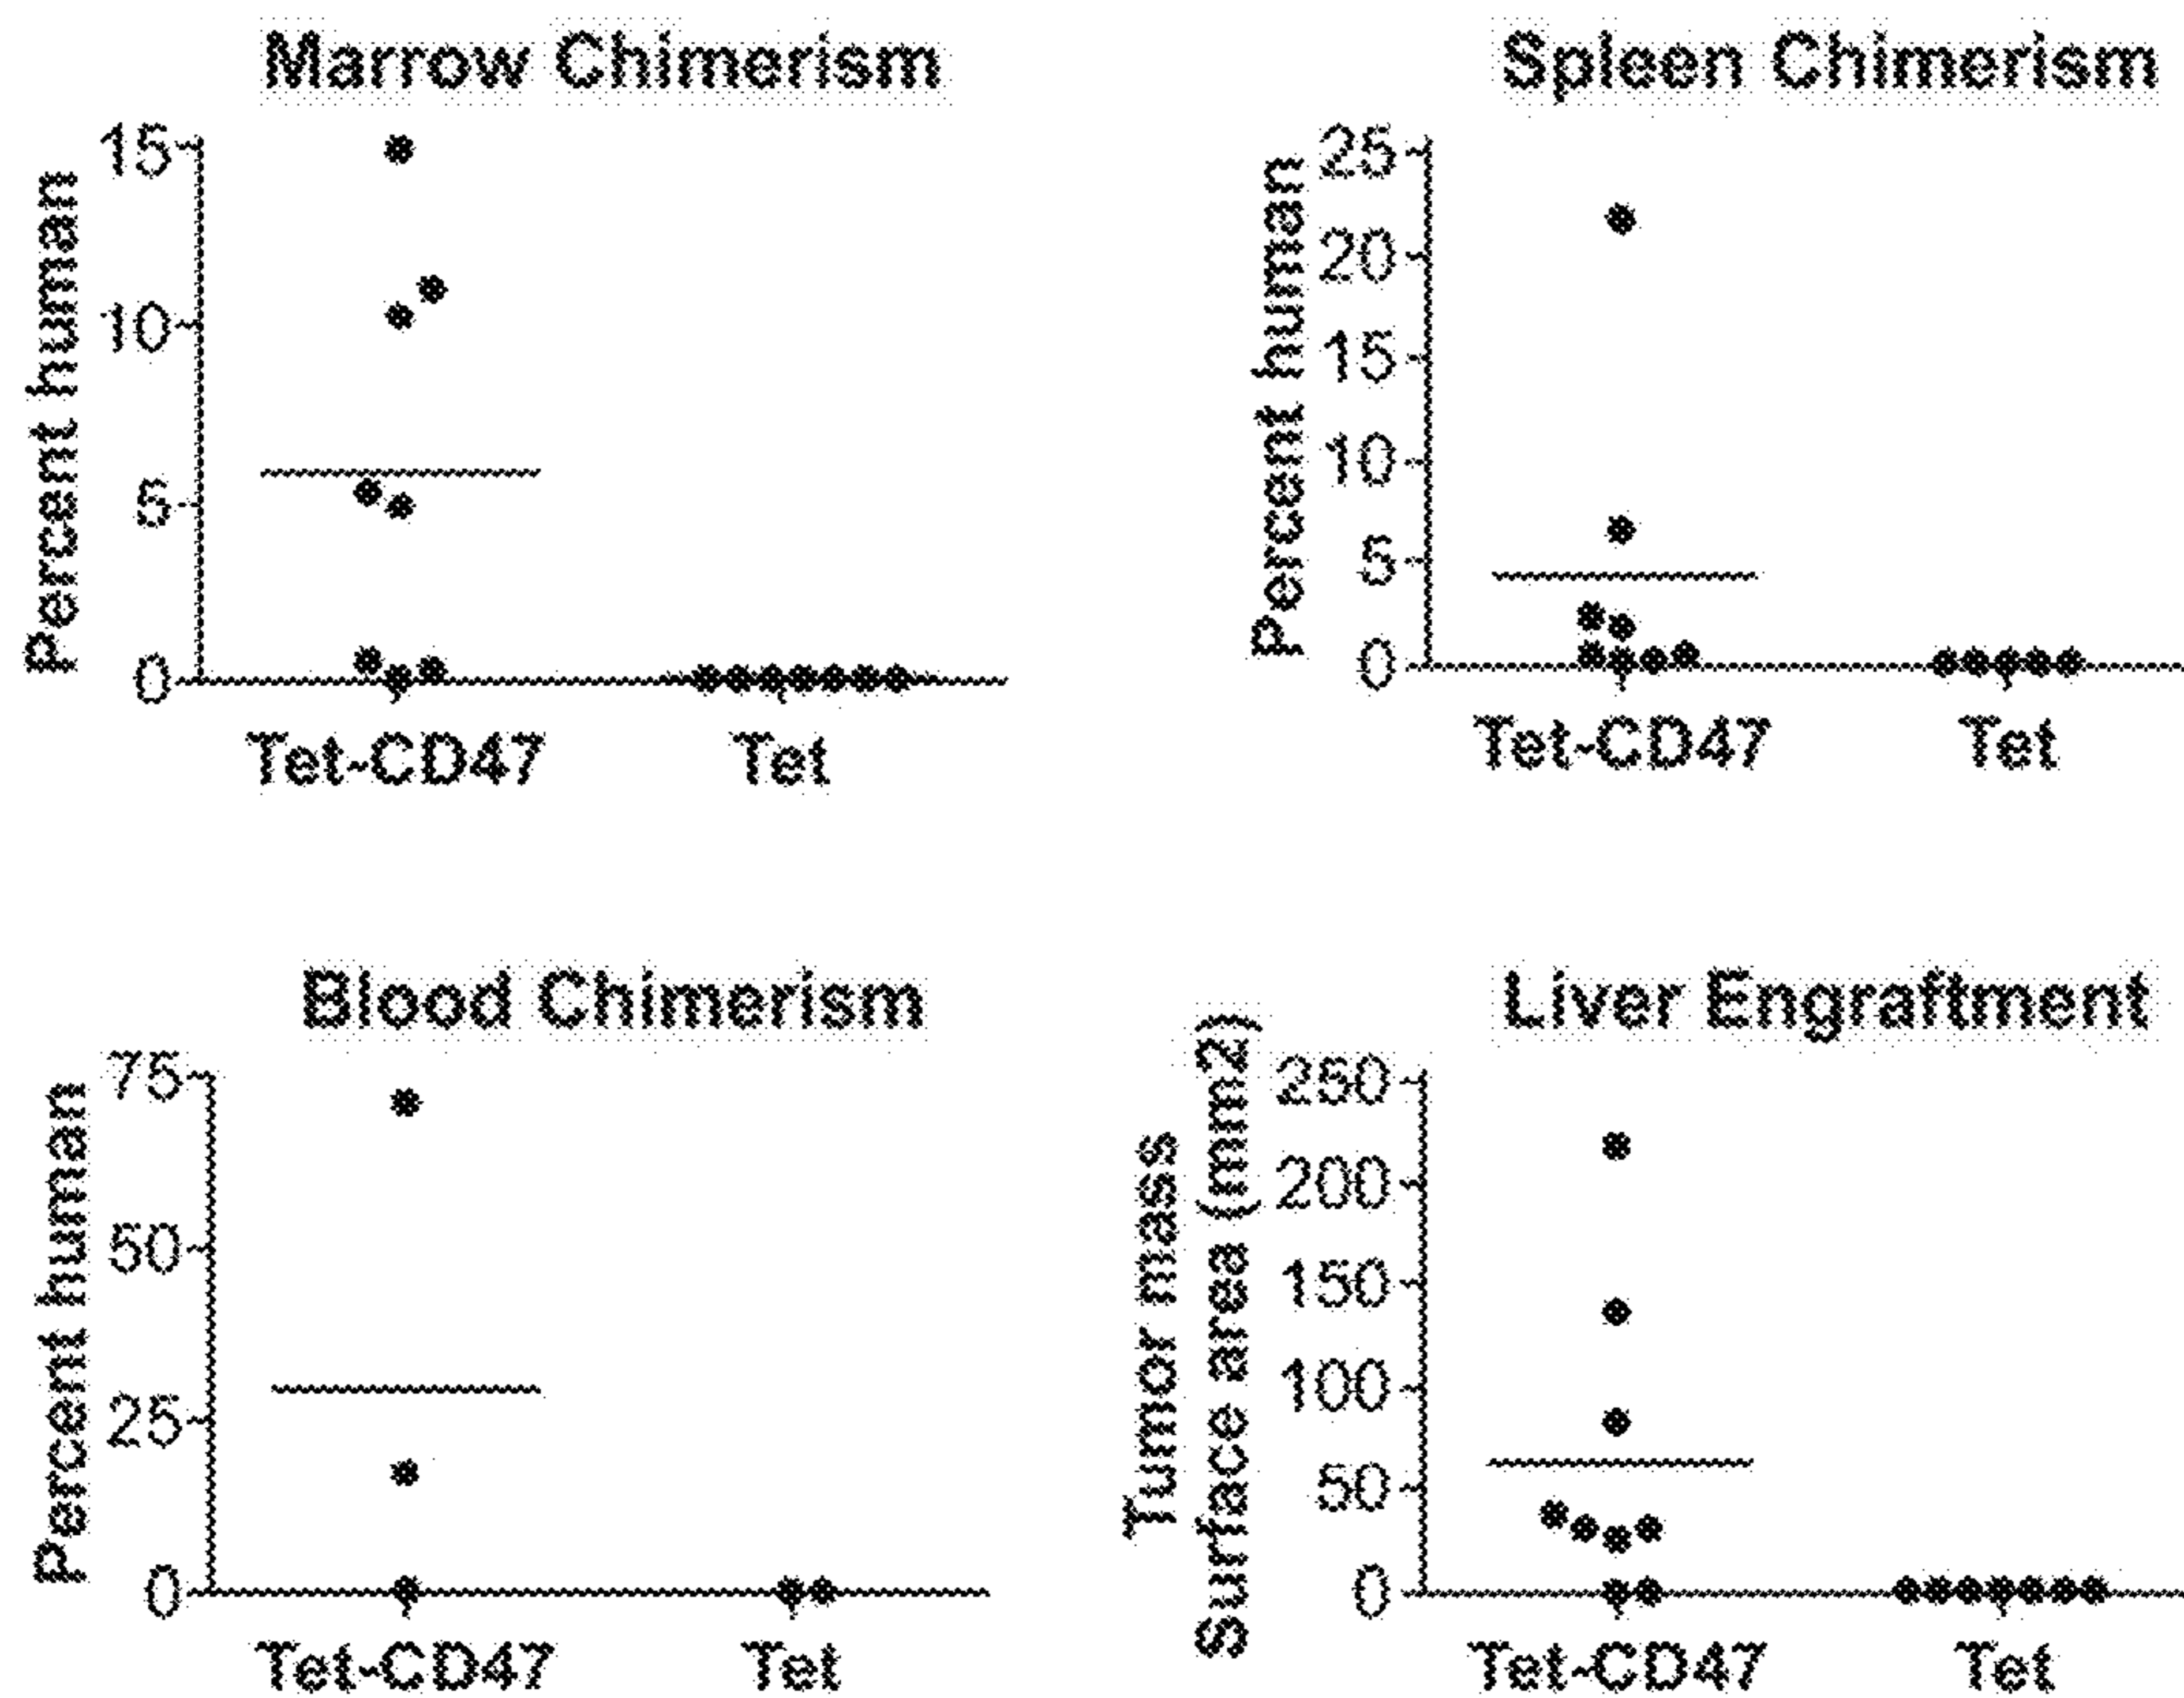 Marrow Chimerism
Percent human
15
10
5
0
Tet-CD47
Tet
Spleen Chimerism
Percent human
25
20
15
10
5
0
Tet-CD47
Tet
Blood Chimerism
Percent human
75
50
25
0
Tet-CD47
Tet
Liver Engraftment
Tumor mass
Surface area (mm2)
250
200
150
100
50
0
Tet-CD47
Tet